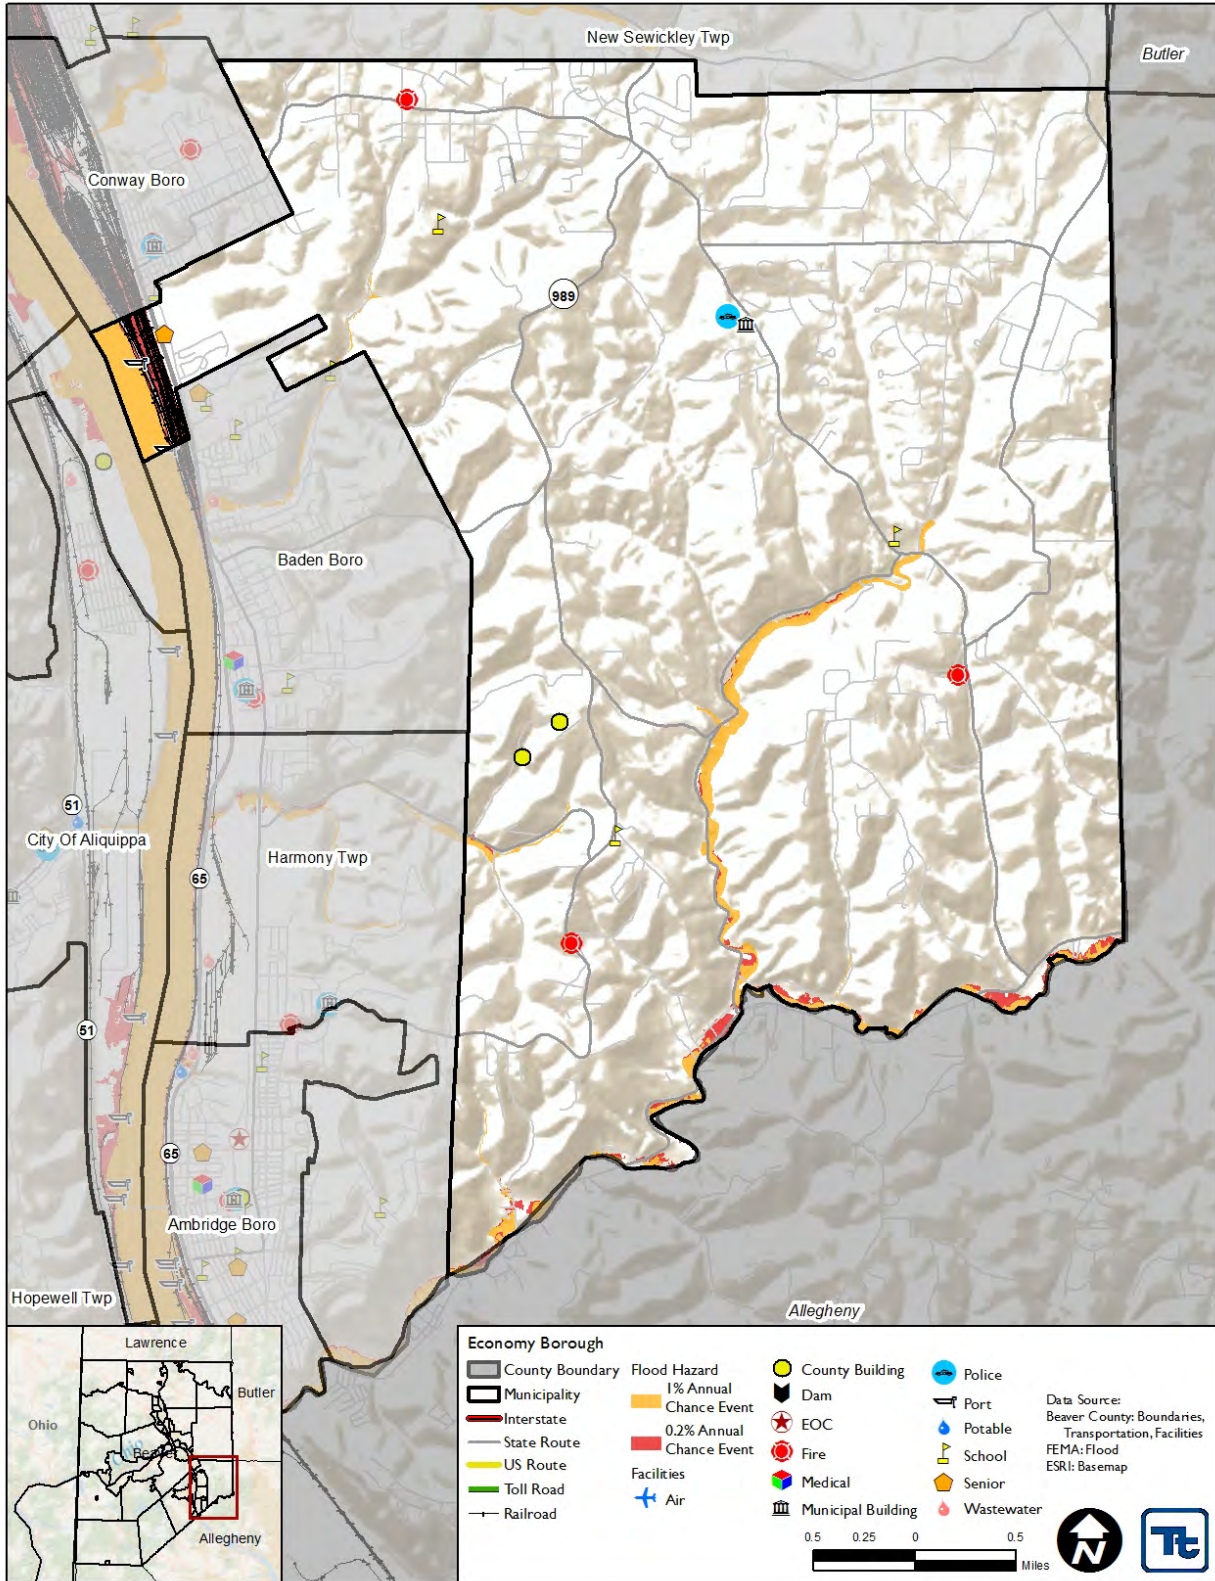 New Sewickley Twp
Butler
Conway Boro
989
Baden Boro
51
City Of Aliquippa
Harmony Twp
65
51
65
Ambridge Boro
Hopewell Twp
Allegheny
Lawrence
Butler
Ohio
Ohio
Beaver
Allegheny
Economy Borough
County Boundary
Municipality
Interstate
State Route
US Route
Toll Road
Railroad
Flood Hazard
1% Annual
Chance Event
0.2% Annual
Chance Event
Facilities
Air
County Building
Dam
EOC
Fire
Medical
Municipal Building
Police
Port
Potable
School
Senior
Wastewater
Data Source:
Beaver County: Boundaries,
Transportation, Facilities
FEMA: Flood
ESRI: Basemap
0.5 0.25 0 0.5
Miles
N
Tt